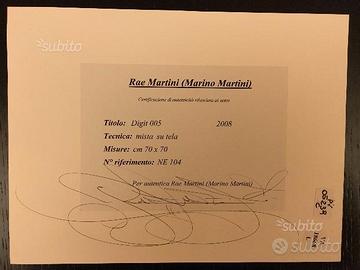 subito
subito
Rae Martini (Marino Martini)
Certificazione di autenticità rilasciata ai sensi
Titolo: Digit 005 2008
Tecnica: mista su tela
Misure: cm 70 x 70
N° riferimento: NE 104
Per autentica Rae Martini (Marino Martini)
subito
subito